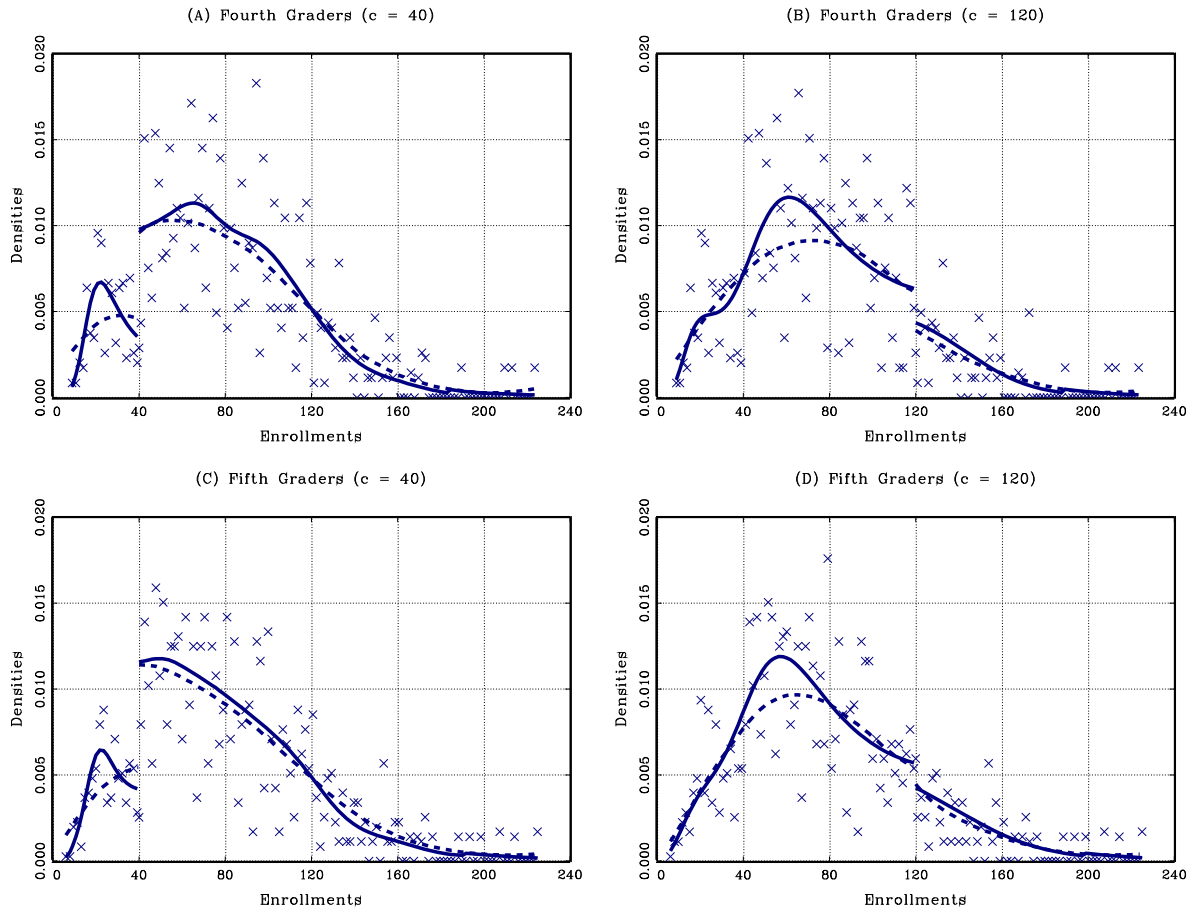 (A) Fourth Graders (c = 40)
0.020
0.015
0.010
0.005
0.000
Densities
0 40 80 120 160 200 240
Enrollments
(B) Fourth Graders (c = 120)
0.020
0.015
0.010
0.005
0.000
Densities
0 40 80 120 160 200 240
Enrollments
(C) Fifth Graders (c = 40)
0.020
0.015
0.010
0.005
0.000
Densities
0 40 80 120 160 200 240
Enrollments
(D) Fifth Graders (c = 120)
0.020
0.015
0.010
0.005
0.000
Densities
0 40 80 120 160 200 240
Enrollments